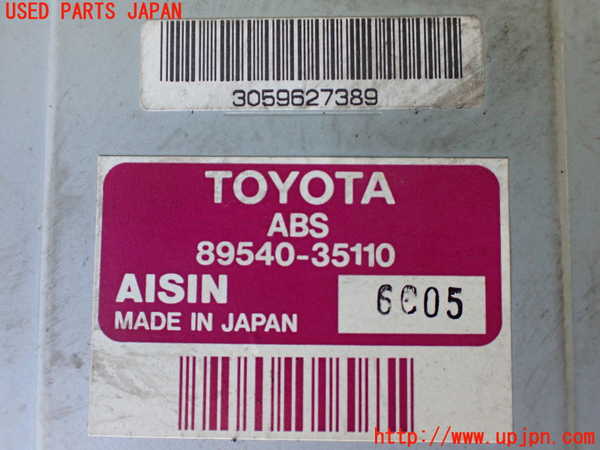 USED PARTS JAPAN
3059627389
TOYOTA
ABS
89540-35110
AISIN
6C05
MADE IN JAPAN
http://www.upjpn.com/